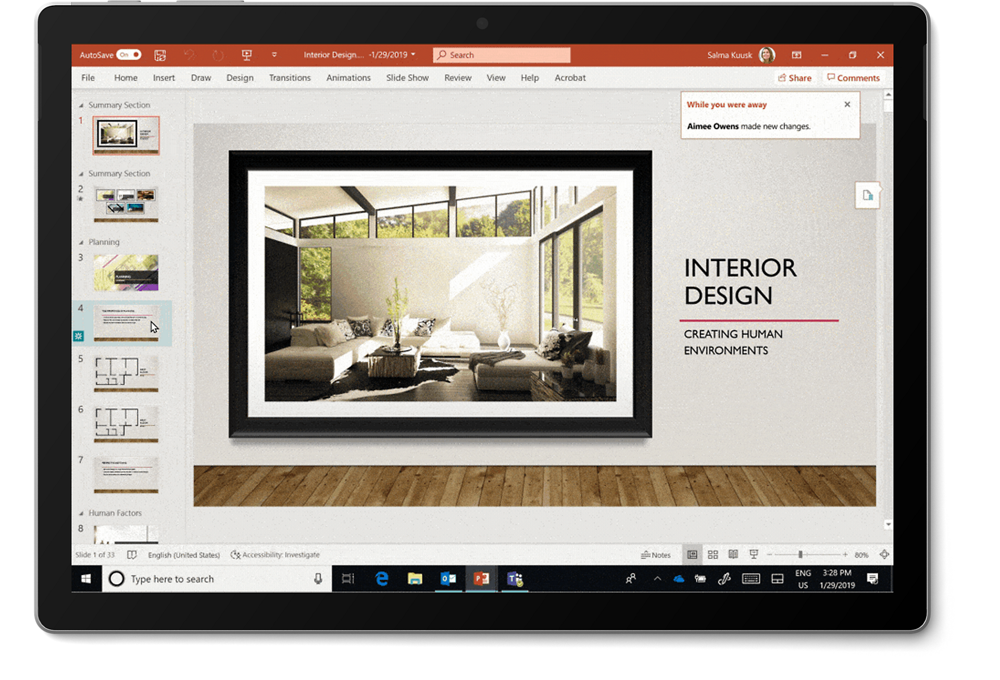 AutoSave On Interior Design.... -1/29/2019 Search Salma Kuusk
File Home Insert Draw Design Transitions Animations Slide Show Review View Help Acrobat Share Comments
While you were away
Aimee Owens made new changes.
Summary Section
1
Summary Section
2
Planning
3
PLANNING
4
5
6
7
Human Factors
8
INTERIOR
DESIGN
CREATING HUMAN
ENVIRONMENTS
Slide 1 of 33 English (United States) Accessibility: Investigate Notes 80%
Type here to search
ENG
US
3:28 PM
1/29/2019